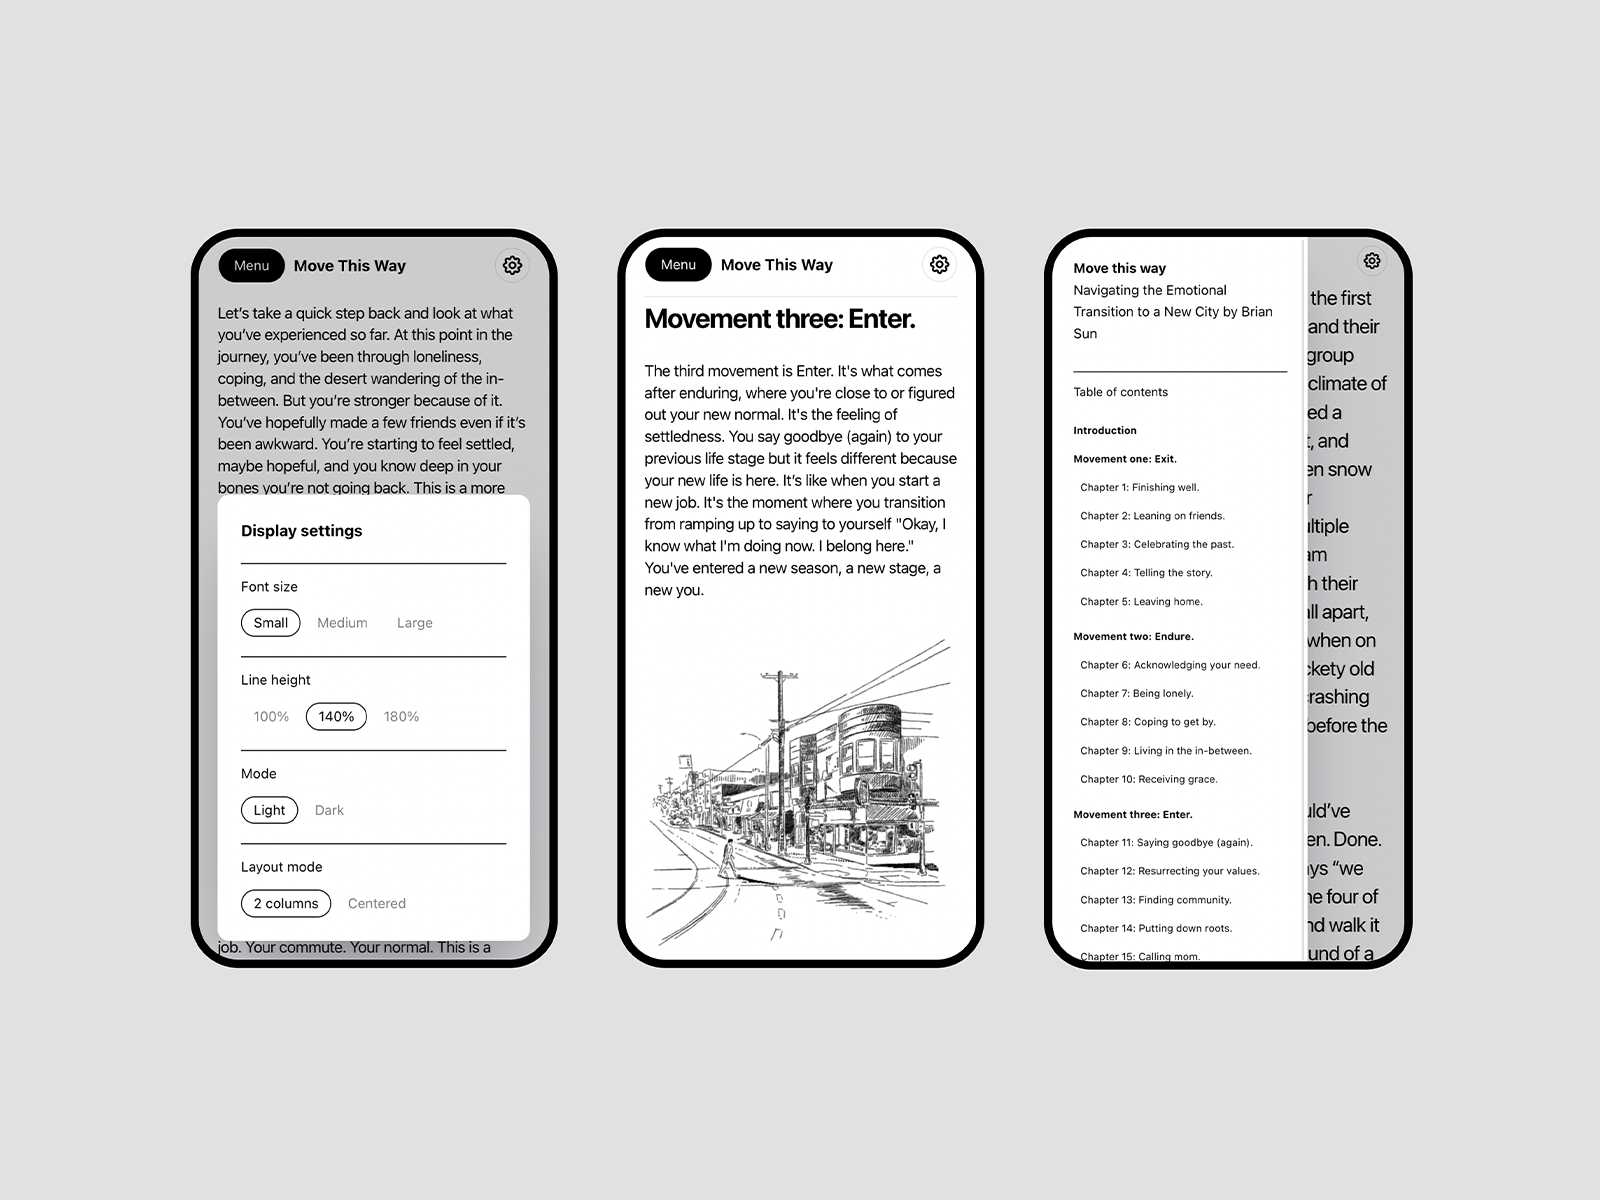 Menu
Move This Way
Let’s take a quick step back and look at what
you’ve experienced so far. At this point in the
journey, you’ve been through loneliness,
coping, and the desert wandering of the in-
between. But you’re stronger because of it.
You’ve hopefully made a few friends even if it’s
been awkward. You’re starting to feel settled,
maybe hopeful, and you know deep in your
bones you’re not going back. This is a more
Display settings
Font size
Small Medium Large
Line height
100% 140% 180%
Mode
Light Dark
Layout mode
2 columns Centered
job. Your commute. Your normal. This is a
Menu
Move This Way
Movement three: Enter.
The third movement is Enter. It's what comes
after enduring, where you're close to or figured
out your new normal. It's the feeling of
settledness. You say goodbye (again) to your
previous life stage but it feels different because
your new life is here. It’s like when you start a
new job. It's the moment where you transition
from ramping up to saying to yourself "Okay, I
know what I'm doing now. I belong here."
You've entered a new season, a new stage, a
new you.
Move this way
Navigating the Emotional
Transition to a New City by Brian
Sun
Table of contents
Introduction
Movement one: Exit.
Chapter 1: Finishing well.
Chapter 2: Leaning on friends.
Chapter 3: Celebrating the past.
Chapter 4: Telling the story.
Chapter 5: Leaving home.
Movement two: Endure.
Chapter 6: Acknowledging your need.
Chapter 7: Being lonely.
Chapter 8: Coping to get by.
Chapter 9: Living in the in-between.
Chapter 10: Receiving grace.
Movement three: Enter.
Chapter 11: Saying goodbye (again).
Chapter 12: Resurrecting your values.
Chapter 13: Finding community.
Chapter 14: Putting down roots.
Chapter 15: Calling mom.
the first
and their
group
climate of
a
and
snow
their
apart,
when on
old
before the
Done.
“we
four of
walk it
of a